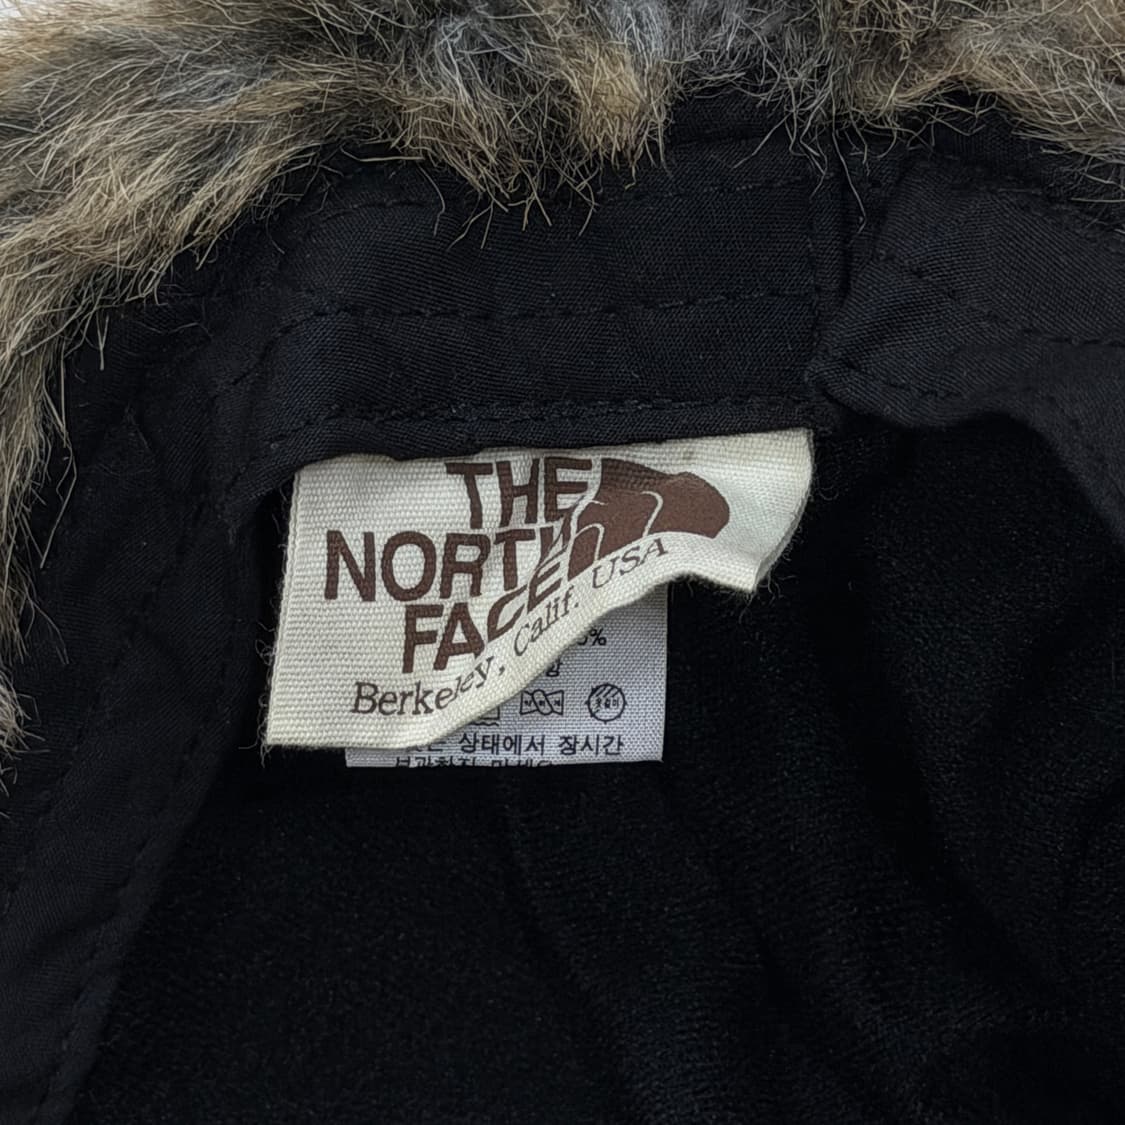 THE
NORTH
FACE
Berkeley, Calif. USA
%
상태에서 장시간